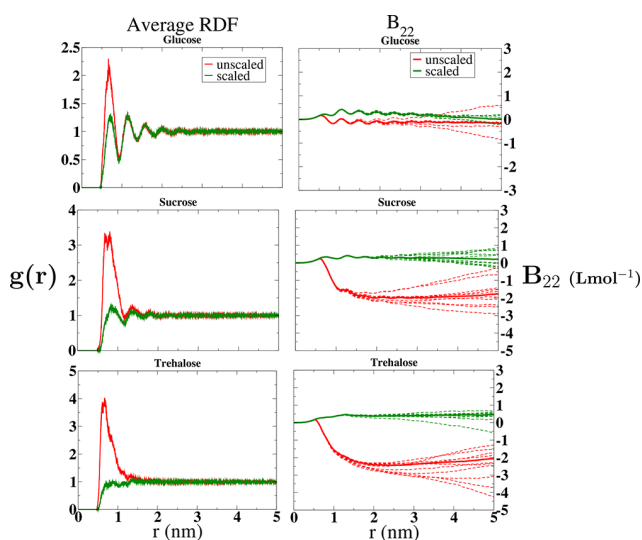 Average RDF
B22
Glucose
Glucose
unscaled
scaled
unscaled
scaled
2.5
2
1.5
1
0.5
0
3
2
1
0
-1
-2
-3
Sucrose
Sucrose
4
3
2
1
0
3
2
1
0
-1
-2
-3
-4
-5
g(r)
B₂₂ (Lmol⁻¹)
Trehalose
Trehalose
4
3
2
1
0
3
2
1
0
-1
-2
-3
-4
-5
0 1 2 3 4 5
0 1 2 3 4 5
r (nm)
r (nm)